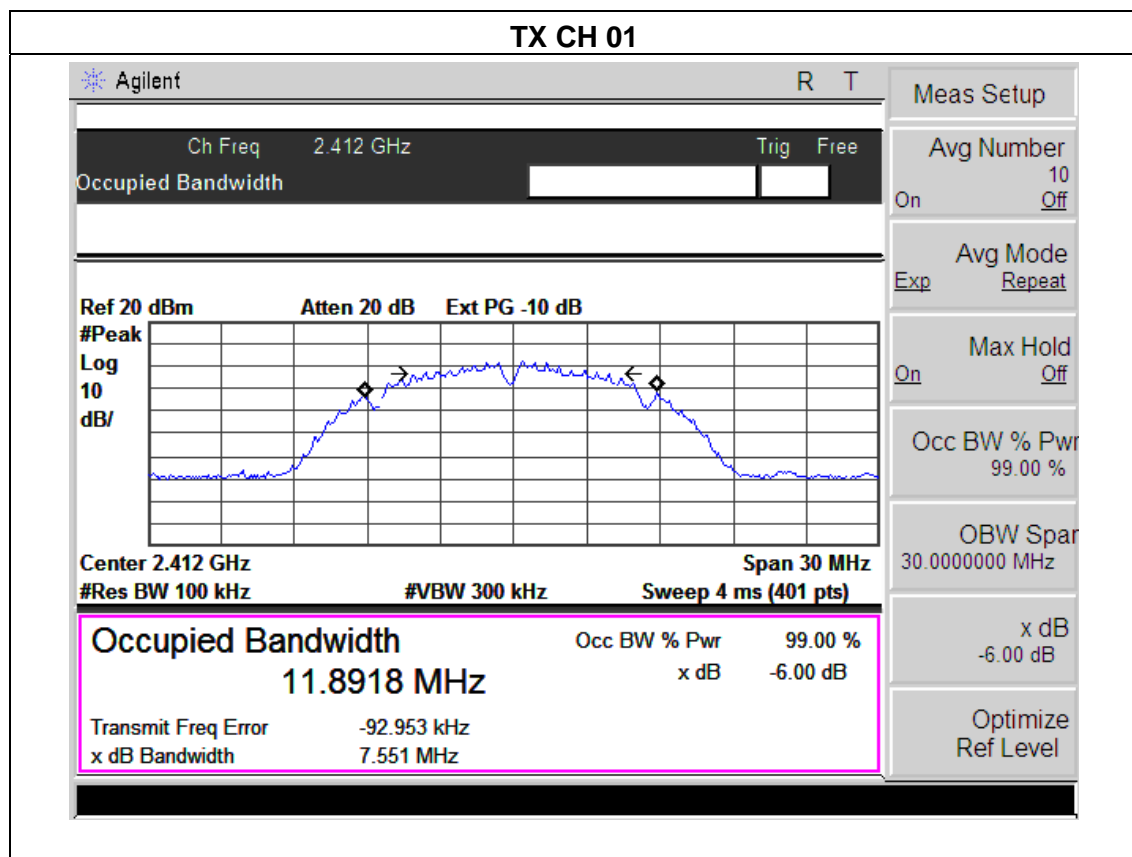 TX CH 01
Agilent R T
Ch Freq 2.412 GHz Trig Free
Occupied Bandwidth
Ref 20 dBm Atten 20 dB Ext PG -10 dB
#Peak
Log
10
dB/
Center 2.412 GHz Span 30 MHz
#Res BW 100 kHz #VBW 300 kHz Sweep 4 ms (401 pts)
Occupied Bandwidth Occ BW % Pwr 99.00 %
11.8918 MHz x dB -6.00 dB
Transmit Freq Error -92.953 kHz
x dB Bandwidth 7.551 MHz
Meas Setup
Avg Number
10
On Off
Avg Mode
Exp Repeat
Max Hold
On Off
Occ BW % Pwr
99.00 %
OBW Span
30.0000000 MHz
x dB
-6.00 dB
Optimize
Ref Level